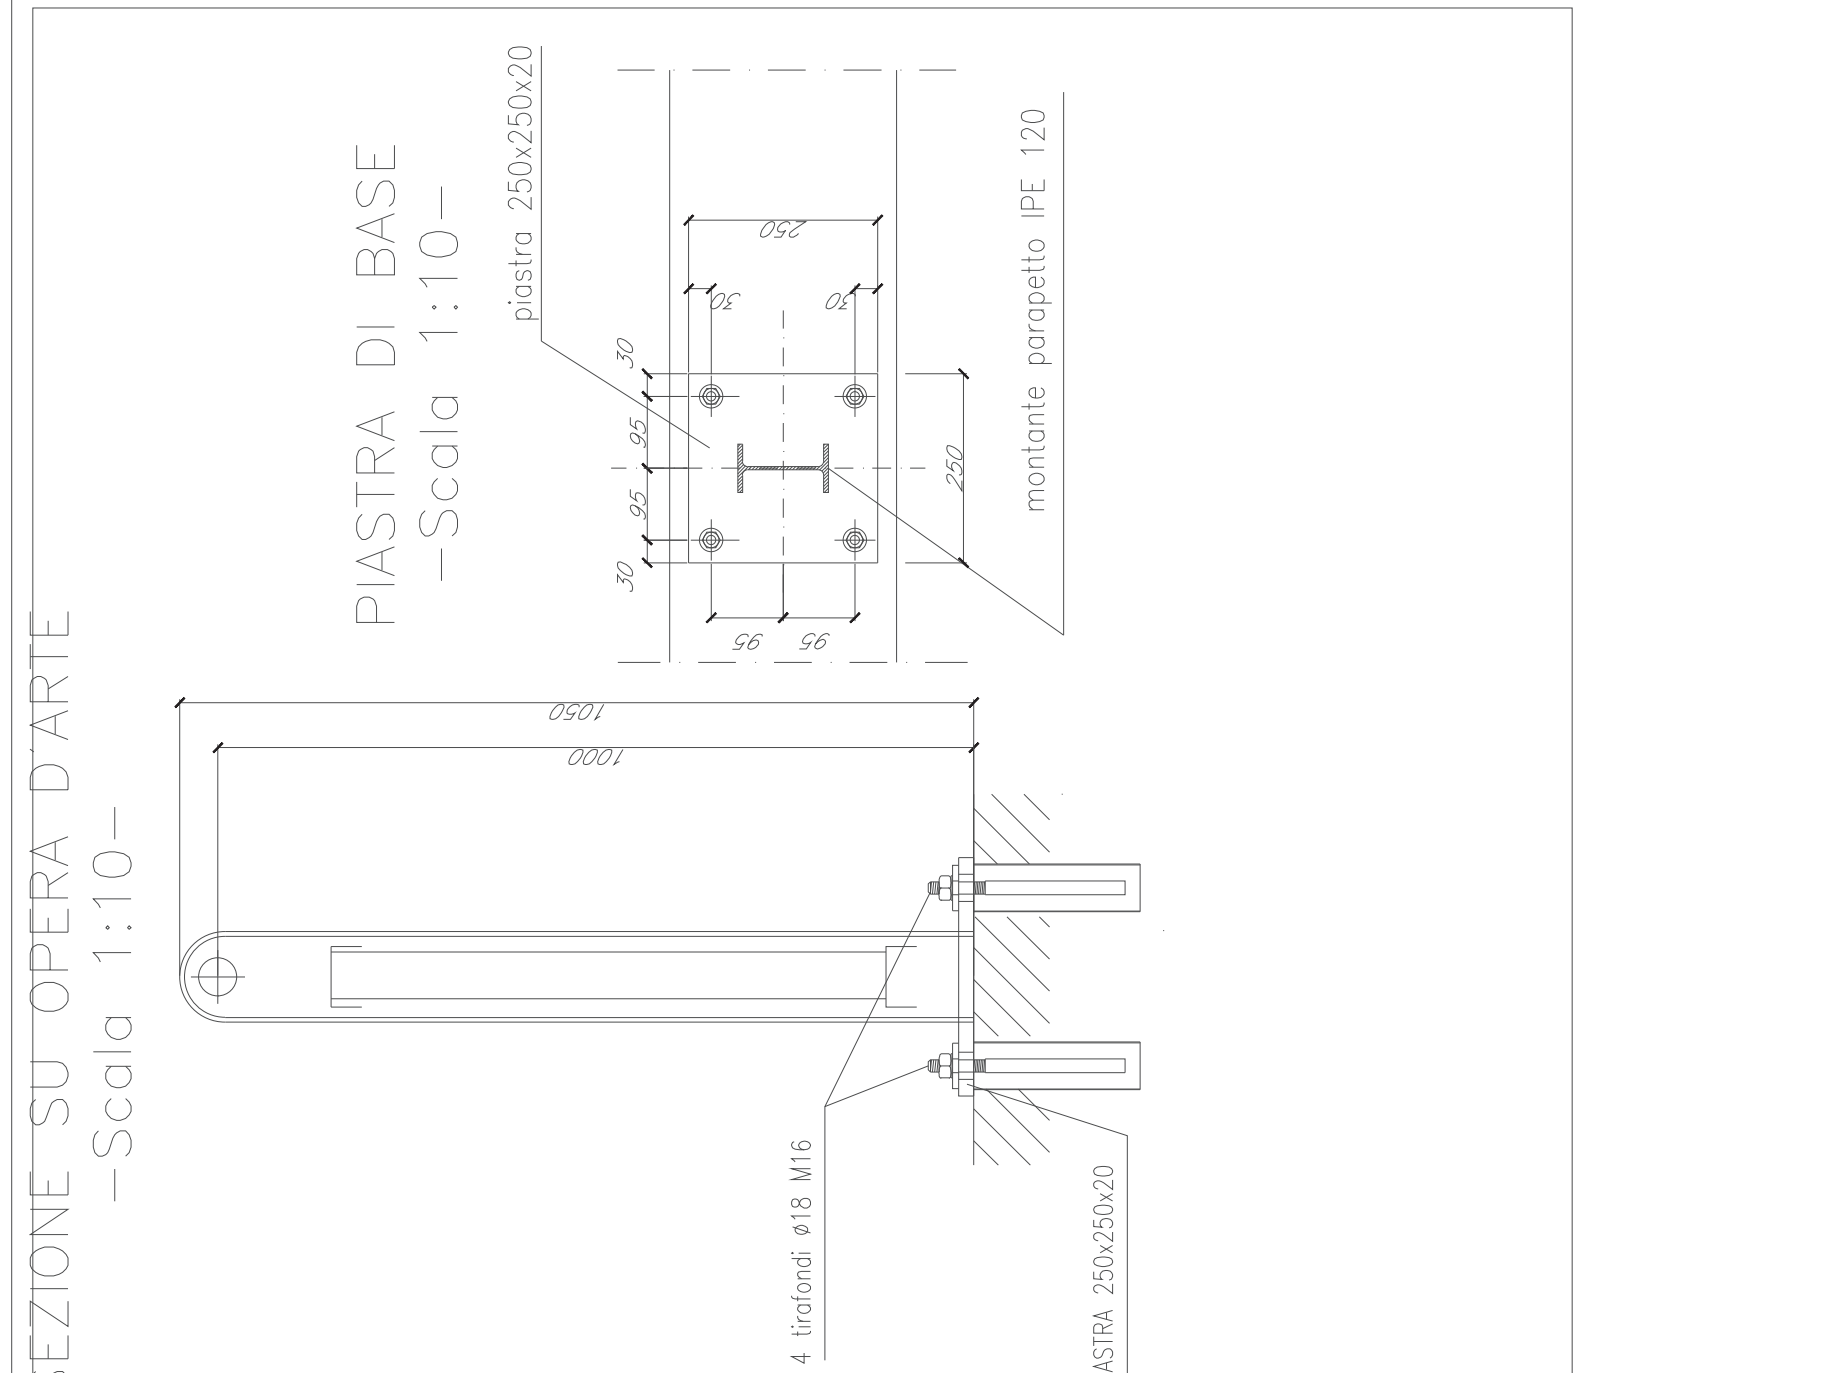 SEZIONE SU OPERA D'ARTE
-Scala 1:10-
PIASTRA DI BASE
-Scala 1:10-
piastra 250x250x20
montante parapetto IPE 120
250
30
30
30
95
95
30
250
95
95
1050
1000
4 tirafondi ø18 M16
ASTRA 250x250x20